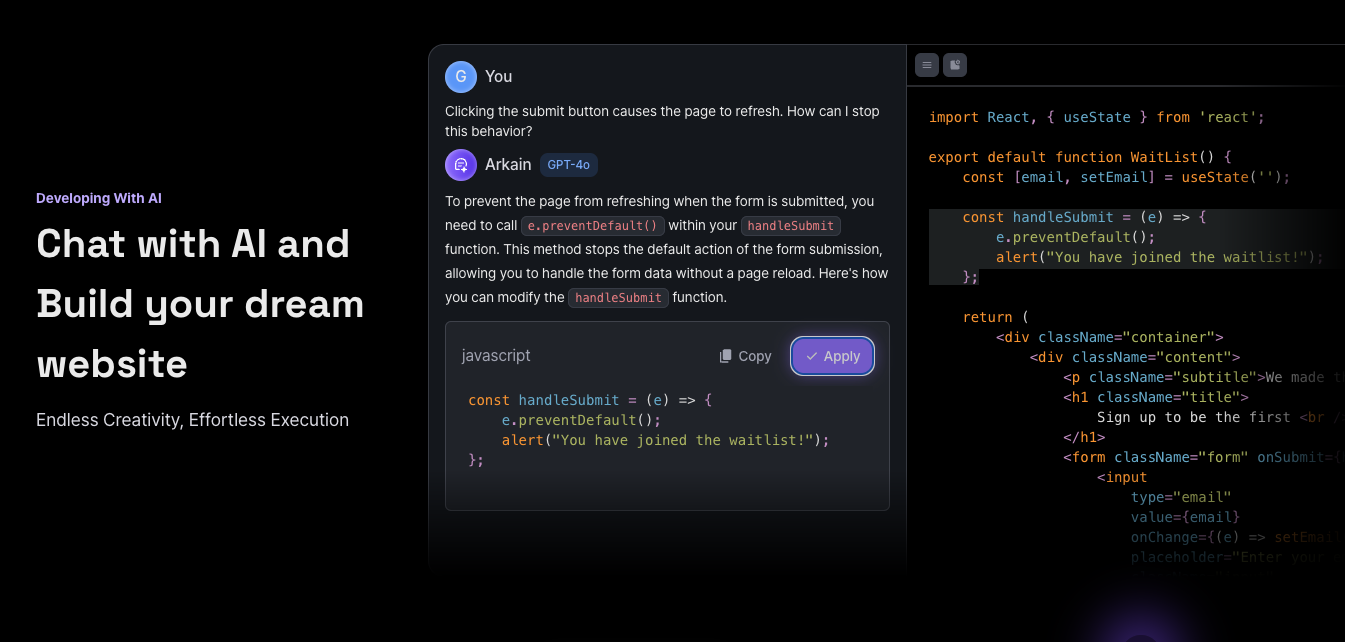 Developing With AI
Chat with AI and
Build your dream
website
Endless Creativity, Effortless Execution
G You
Clicking the submit button causes the page to refresh. How can I stop
this behavior?
Arkain GPT-4o
To prevent the page from refreshing when the form is submitted, you
need to call e.preventDefault() within your handleSubmit
function. This method stops the default action of the form submission,
allowing you to handle the form data without a page reload. Here's how
you can modify the handleSubmit function.
javascript Copy Apply
const handleSubmit = (e) => {
    e.preventDefault();
    alert("You have joined the waitlist!");
};
import React, { useState } from 'react';
export default function WaitList() {
    const [email, setEmail] = useState('');
    const handleSubmit = (e) => {
        e.preventDefault();
        alert("You have joined the waitlist!");
    };
    return (
        <div className="container">
            <div className="content">
                <p className="subtitle">We made
                <h1 className="title">
                    Sign up to be the first <br /
                </h1>
                <form className="form" onSubmit={
                    <input
                        type="email"
                        value={email}
                        onChange={(e) => setEmail
                        placeholder="Enter your